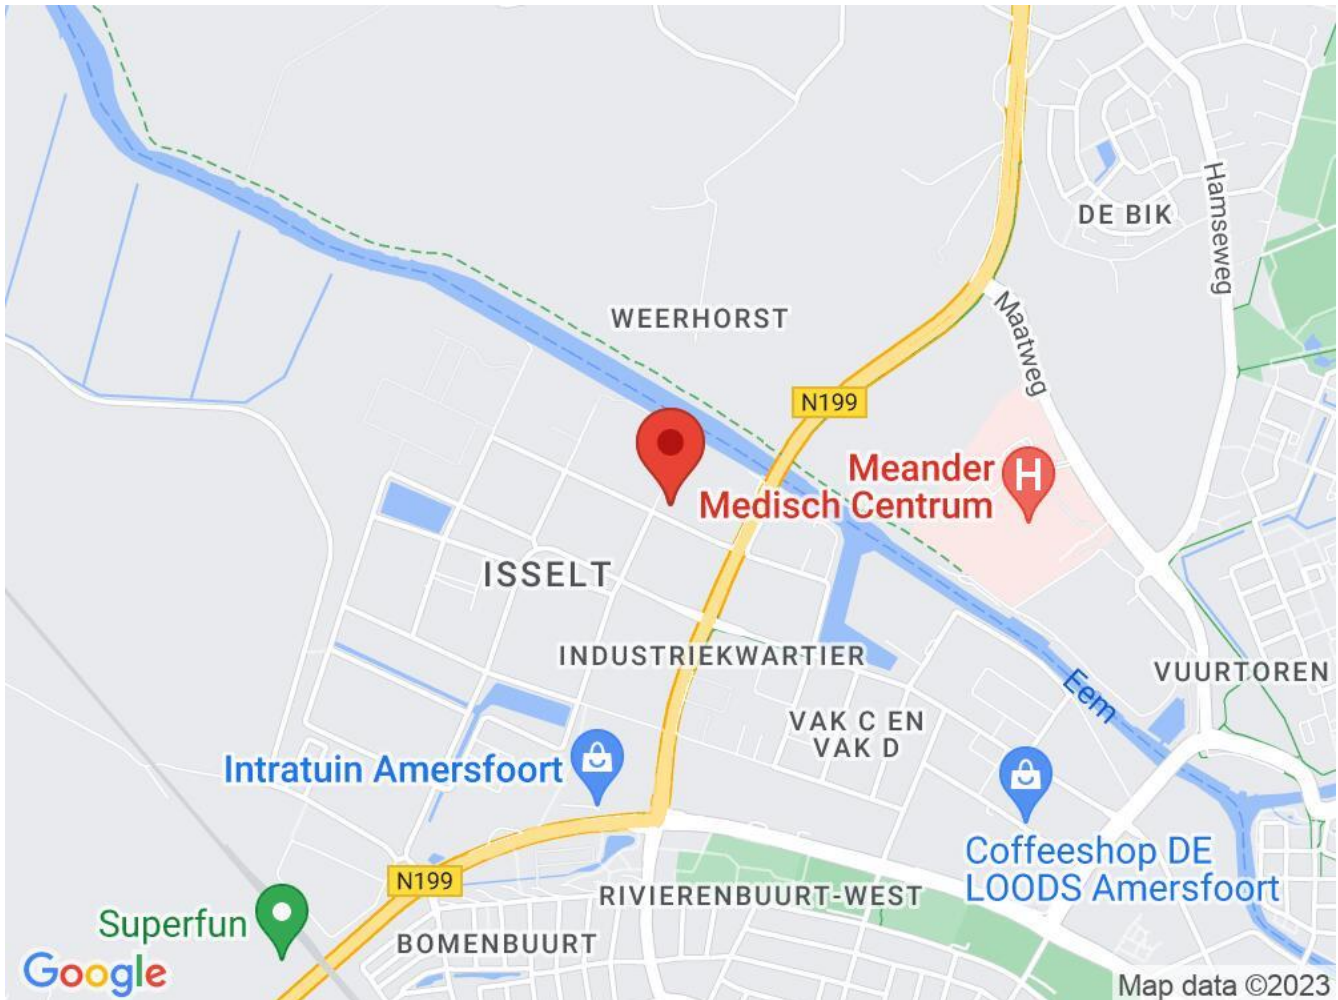 DE BIK
Hamseweg
WEERHORST
Maatweg
N199
Meander
Medisch Centrum
H
ISSELT
INDUSTRIEKWARTIER
VUURTOREN
Eem
VAK C EN
VAK D
Intratuin Amersfoort
Coffeeshop DE
LOODS Amersfoort
N199
RIVIERENBUURT-WEST
Superfun
BOMENBUURT
Google
Map data ©2023